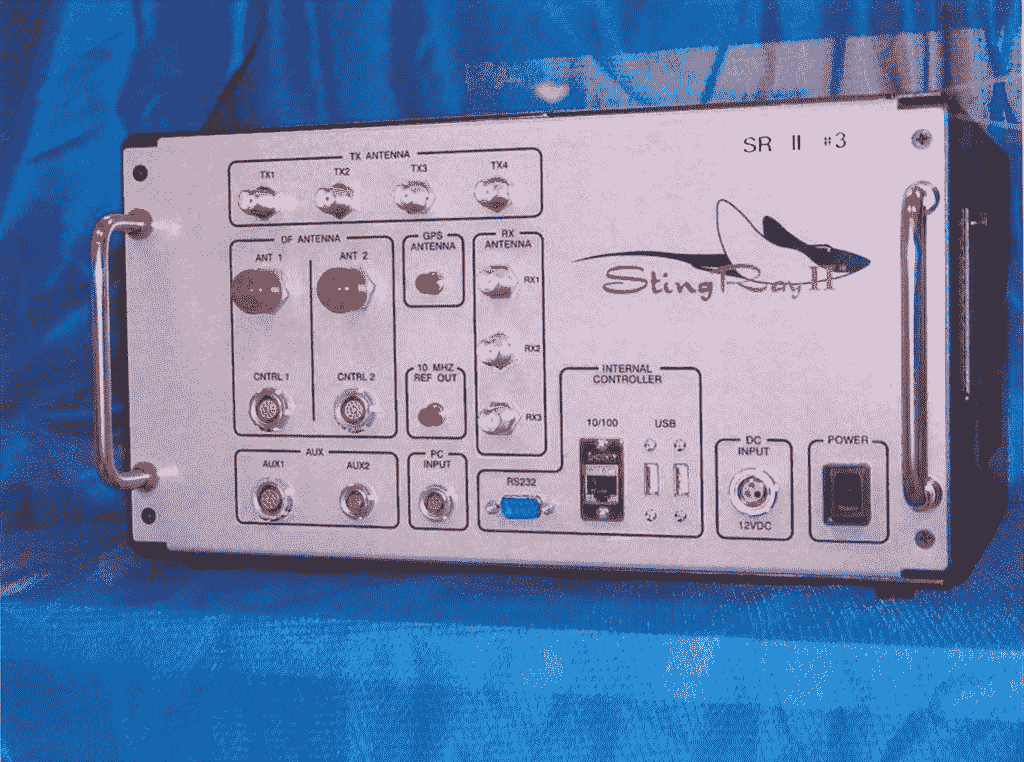 SR II #3
TX ANTENNA
TX1 TX2 TX3 TX4
DF ANTENNA
ANT 1 ANT 2
CNTRL 1 CNTRL 2
GPS
ANTENNA
10 MHZ
REF OUT
RX
ANTENNA
RX1
RX2
RX3
StingRay II
AUX
AUX1 AUX2
PC
INPUT
INTERNAL
CONTROLLER
RS232
10/100
USB
DC
INPUT
12VDC
POWER